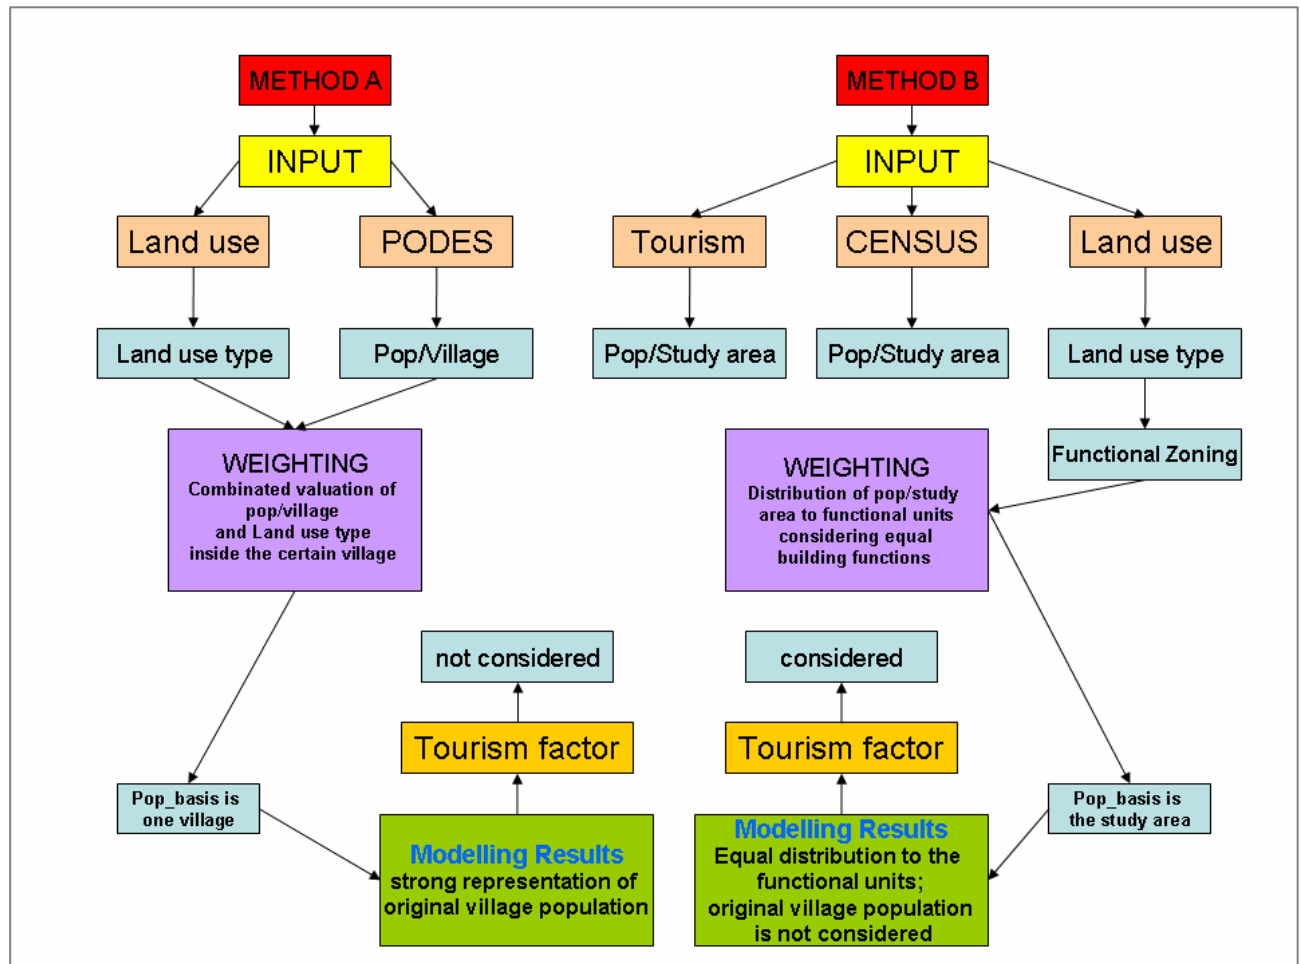 METHOD A
INPUT
Land use
PODES
Land use type
Pop/Village
WEIGHTING
Combinated valuation of
pop/village
and Land use type
inside the certain village
not considered
Tourism factor
Pop_basis is
one village
Modelling Results
strong representation of
original village population
METHOD B
INPUT
Tourism
CENSUS
Land use
Pop/Study area
Pop/Study area
Land use type
Functional Zoning
WEIGHTING
Distribution of pop/study
area to functional units
considering equal
building functions
considered
Tourism factor
Pop_basis is
the study area
Modelling Results
Equal distribution to the
functional units;
original village population
is not considered